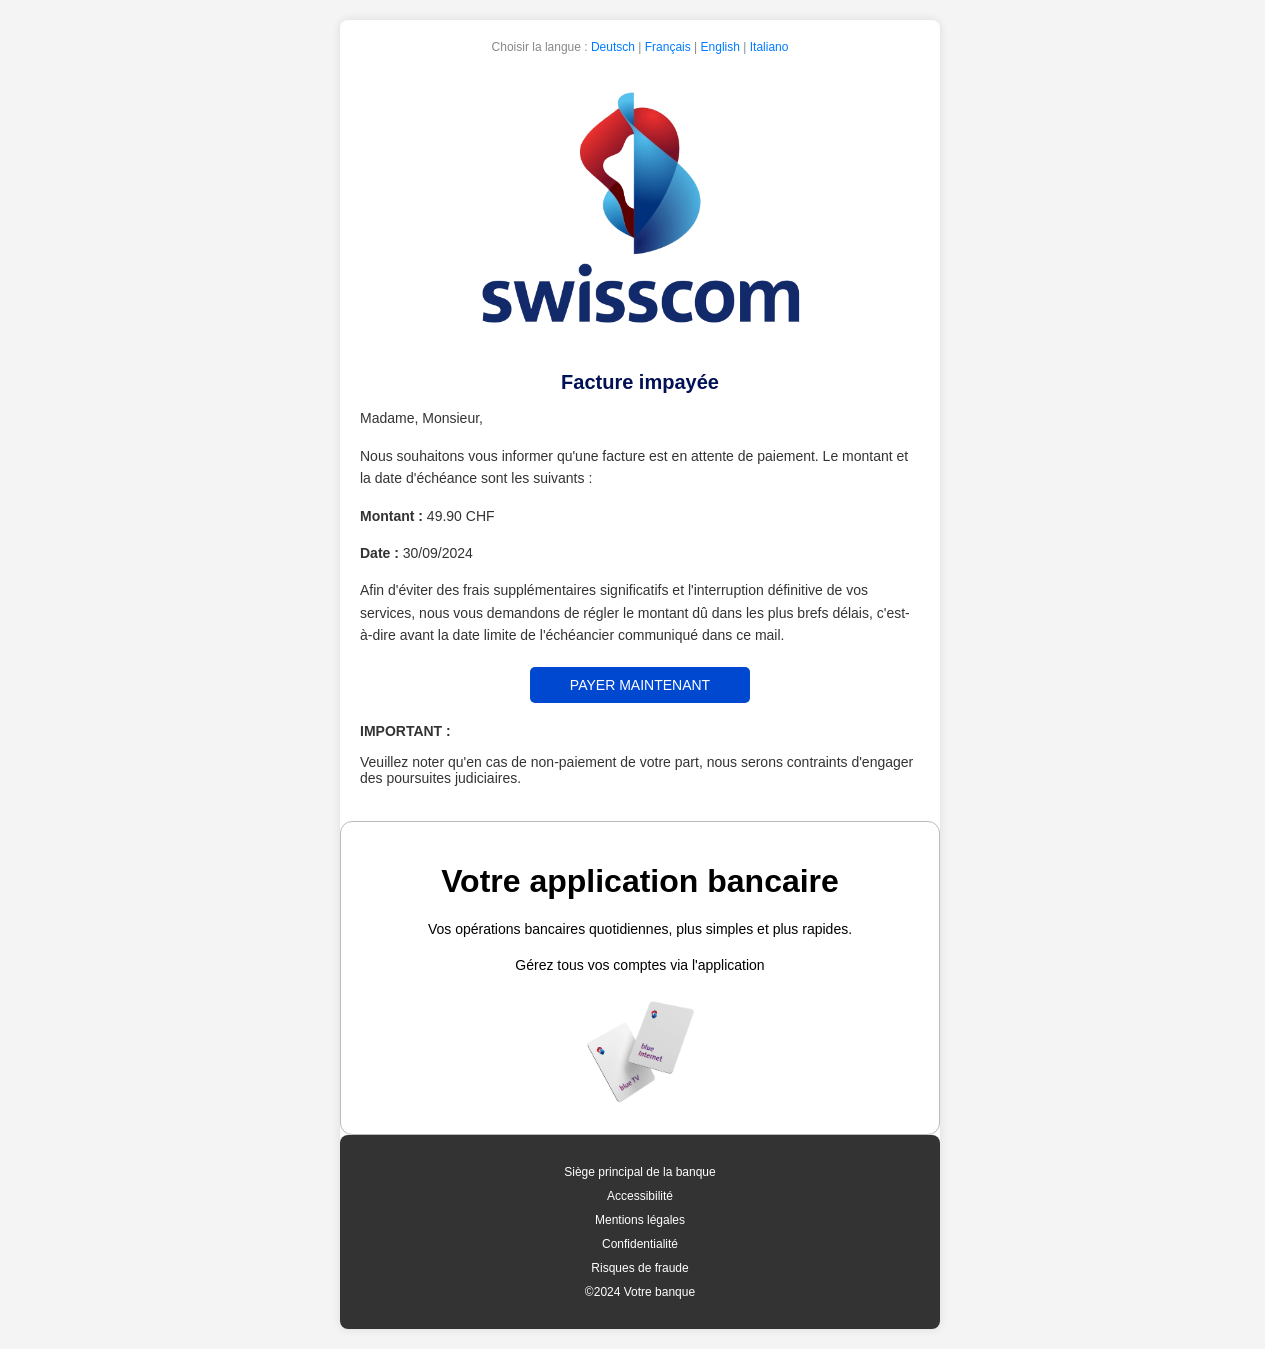 Choisir la langue : Deutsch | Français | English | Italiano
swisscom
Facture impayée
Madame, Monsieur,
Nous souhaitons vous informer qu'une facture est en attente de paiement. Le montant et
la date d'échéance sont les suivants :
Montant : 49.90 CHF
Date : 30/09/2024
Afin d'éviter des frais supplémentaires significatifs et l'interruption définitive de vos
services, nous vous demandons de régler le montant dû dans les plus brefs délais, c'est-
à-dire avant la date limite de l'échéancier communiqué dans ce mail.
PAYER MAINTENANT
IMPORTANT :
Veuillez noter qu'en cas de non-paiement de votre part, nous serons contraints d'engager
des poursuites judiciaires.
Votre application bancaire
Vos opérations bancaires quotidiennes, plus simples et plus rapides.
Gérez tous vos comptes via l'application
blue
Internet
blue TV
Siège principal de la banque
Accessibilité
Mentions légales
Confidentialité
Risques de fraude
©2024 Votre banque